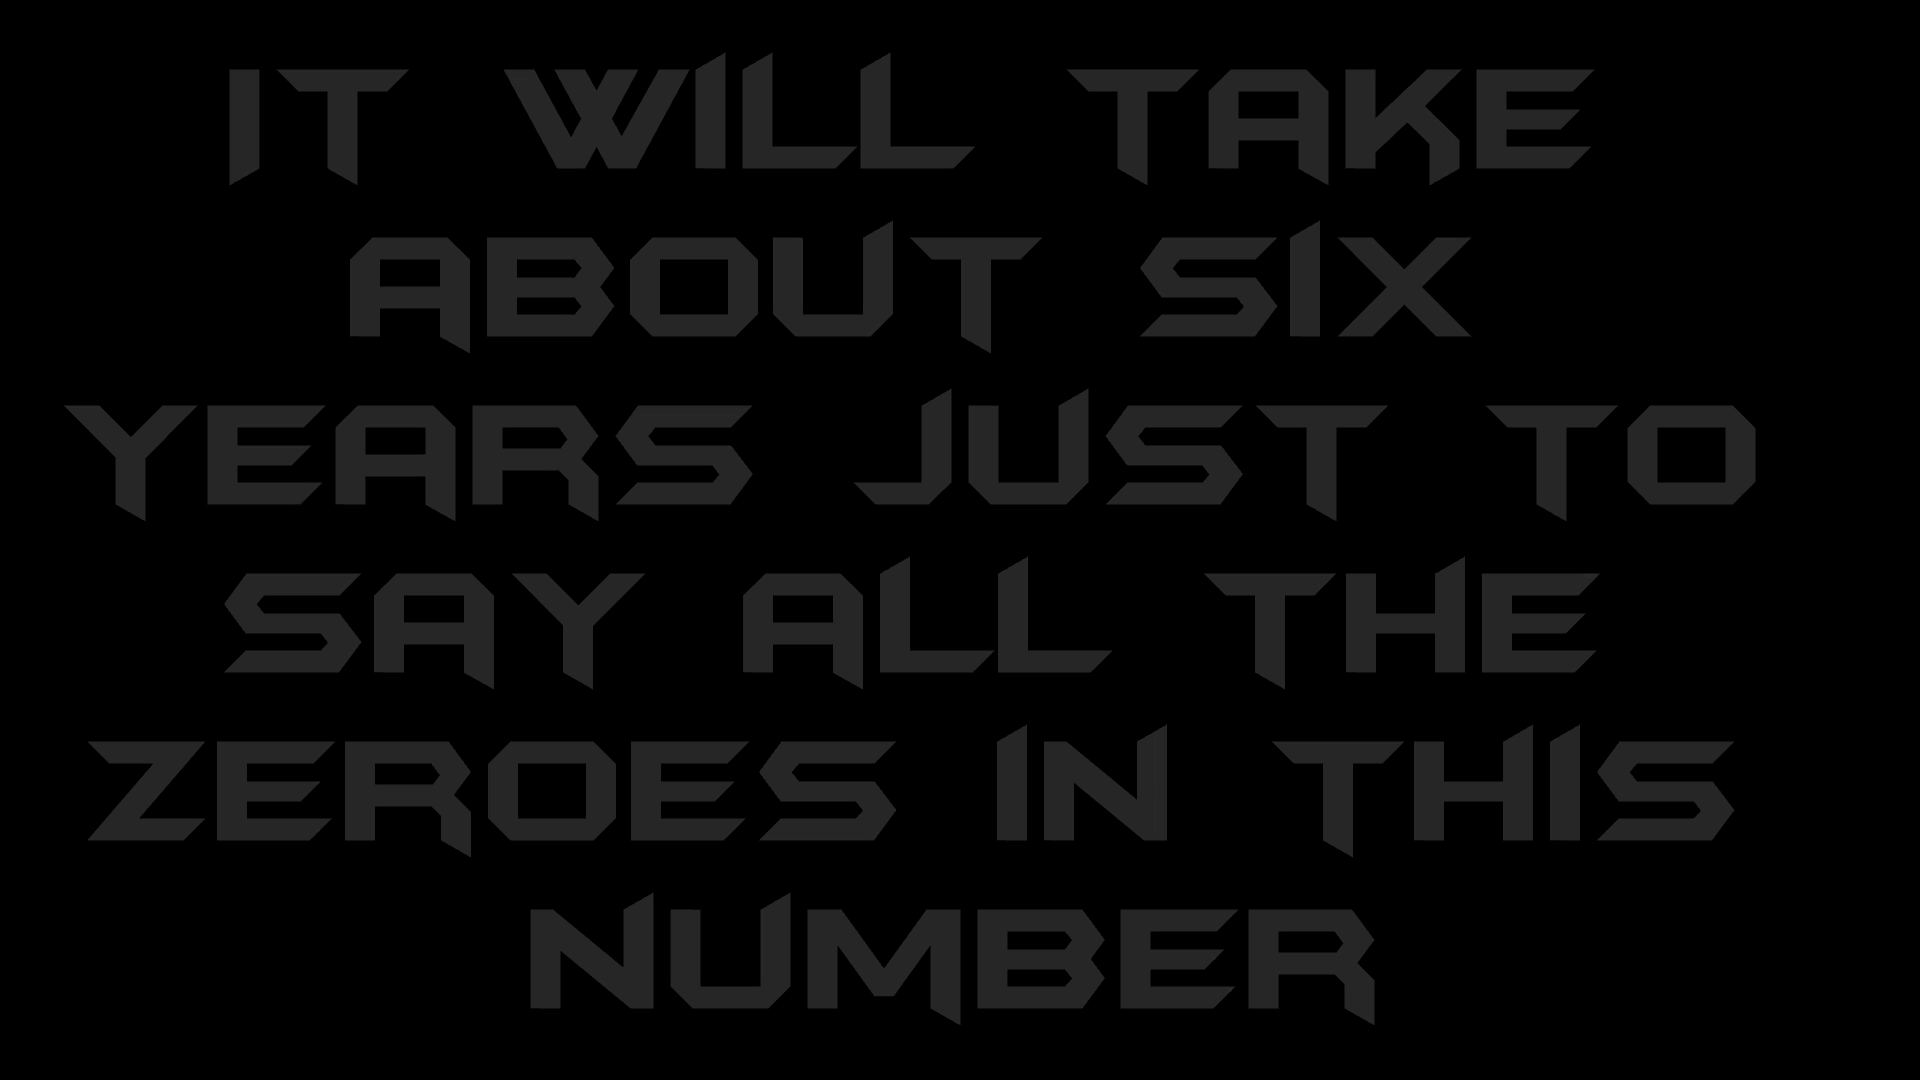 IT WILL TAKE
ABOUT SIX
YEARS JUST TO
SAY ALL THE
ZEROES IN THIS
NUMBER